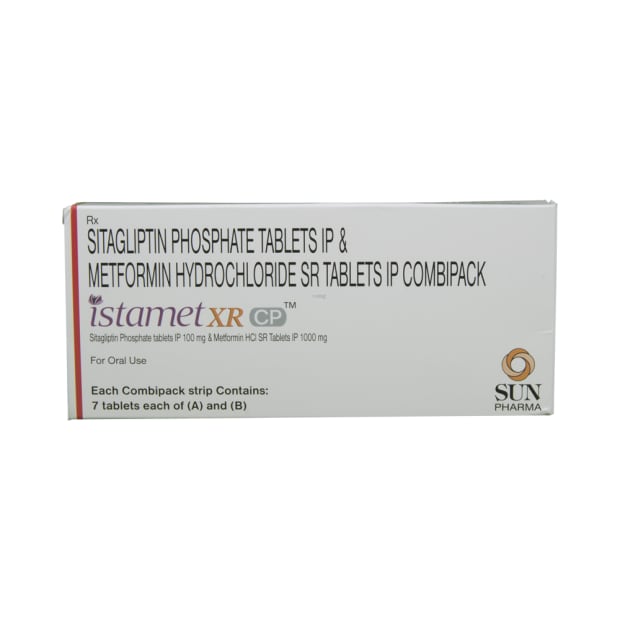 Rx
SITAGLIPTIN PHOSPHATE TABLETS IP &
METFORMIN HYDROCHLORIDE SR TABLETS IP COMBIPACK
istamet XR CP™
Sitagliptin Phosphate tablets IP 100 mg & Metformin HCl SR Tablets IP 1000 mg
For Oral Use
Each Combipack strip Contains:
7 tablets each of (A) and (B)
SUN
PHARMA